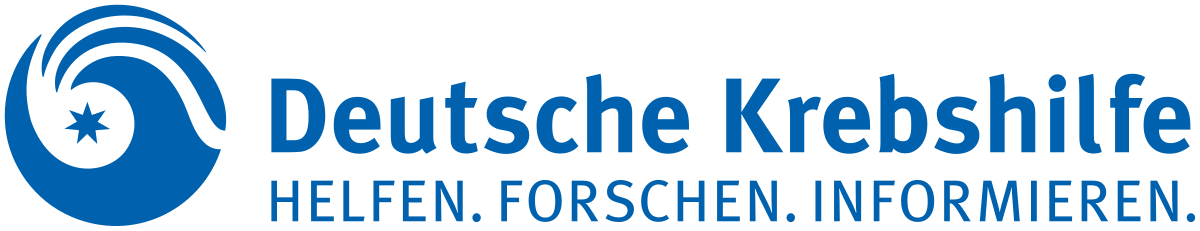 Deutsche Krebshilfe
HELFEN. FORSCHEN. INFORMIEREN.